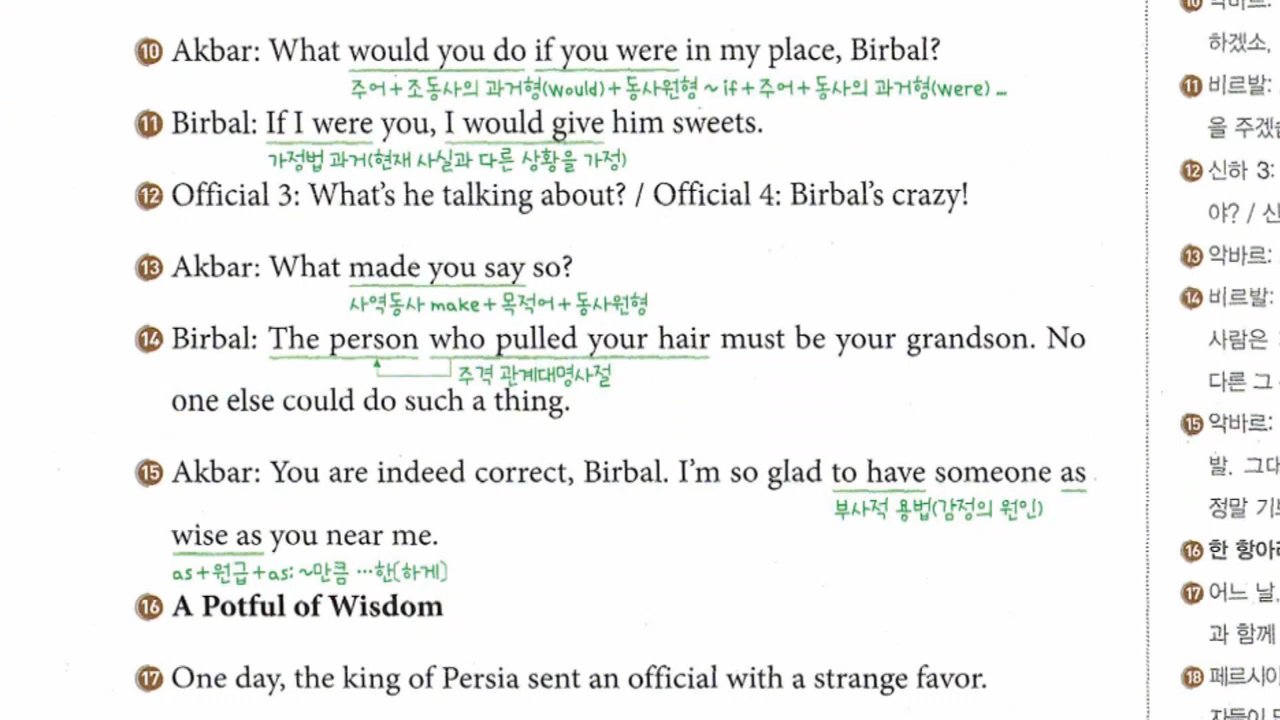 ⑩ Akbar: What would you do if you were in my place, Birbal?
주어+조동사의 과거형(would)+동사원형 ~ if+주어+동사의 과거형(were) …
⑪ Birbal: If I were you, I would give him sweets.
가정법 과거(현재 사실과 다른 상황을 가정)
⑫ Official 3: What's he talking about? / Official 4: Birbal's crazy!
⑬ Akbar: What made you say so?
사역동사 make+목적어+동사원형
⑭ Birbal: The person who pulled your hair must be your grandson. No
주격 관계대명사절
one else could do such a thing.
⑮ Akbar: You are indeed correct, Birbal. I'm so glad to have someone as
부사적 용법(감정의 원인)
wise as you near me.
as+원급+as: ~만큼 …한[하게]
⑯ A Potful of Wisdom
⑰ One day, the king of Persia sent an official with a strange favor.
⑩ 악바르:
하겠소,
⑪ 비르발:
을
⑫ 신하 3:
야? / 신
⑬ 악바르:
⑭ 비르발:
사람은
다른 그
⑮ 악바르:
발. 그대
정말
⑯ 한
⑰ 어느 날,
과 함께
⑱